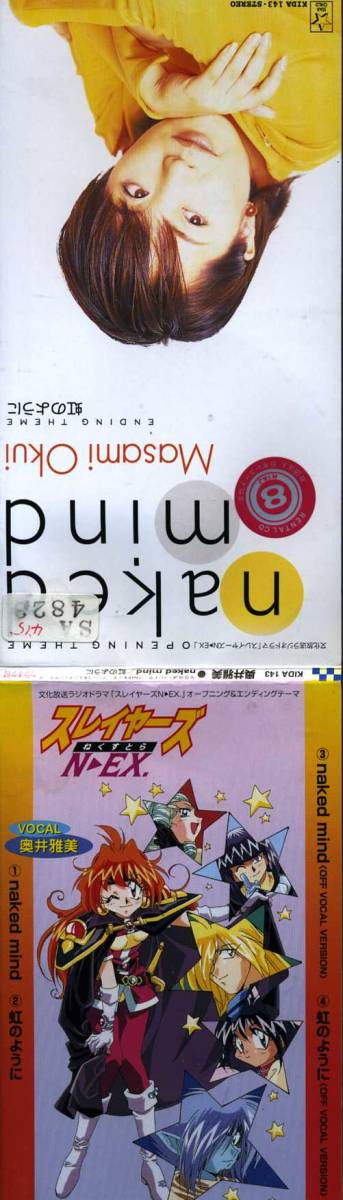 KIDA 143・STEREO
虹のように
ENDING THEME
Masami Okui
RENTAL CD
8
naked
mind
SA
4828
OPENING THEME
文化放送ラジオドラマ「スレイヤーズN▶EX.」
虹のように
naked mind ● 奥井雅美
KIDA 143
文化放送ラジオドラマ「スレイヤーズN▶EX.」オープニング&エンディングテーマ
スレイヤーズ
ねくすとら
N▶EX.
VOCAL
奥井雅美
① naked mind
② 虹のように
③ naked mind〈OFF VOCAL VERSION〉
④ 虹のように〈OFF VOCAL VERSION〉